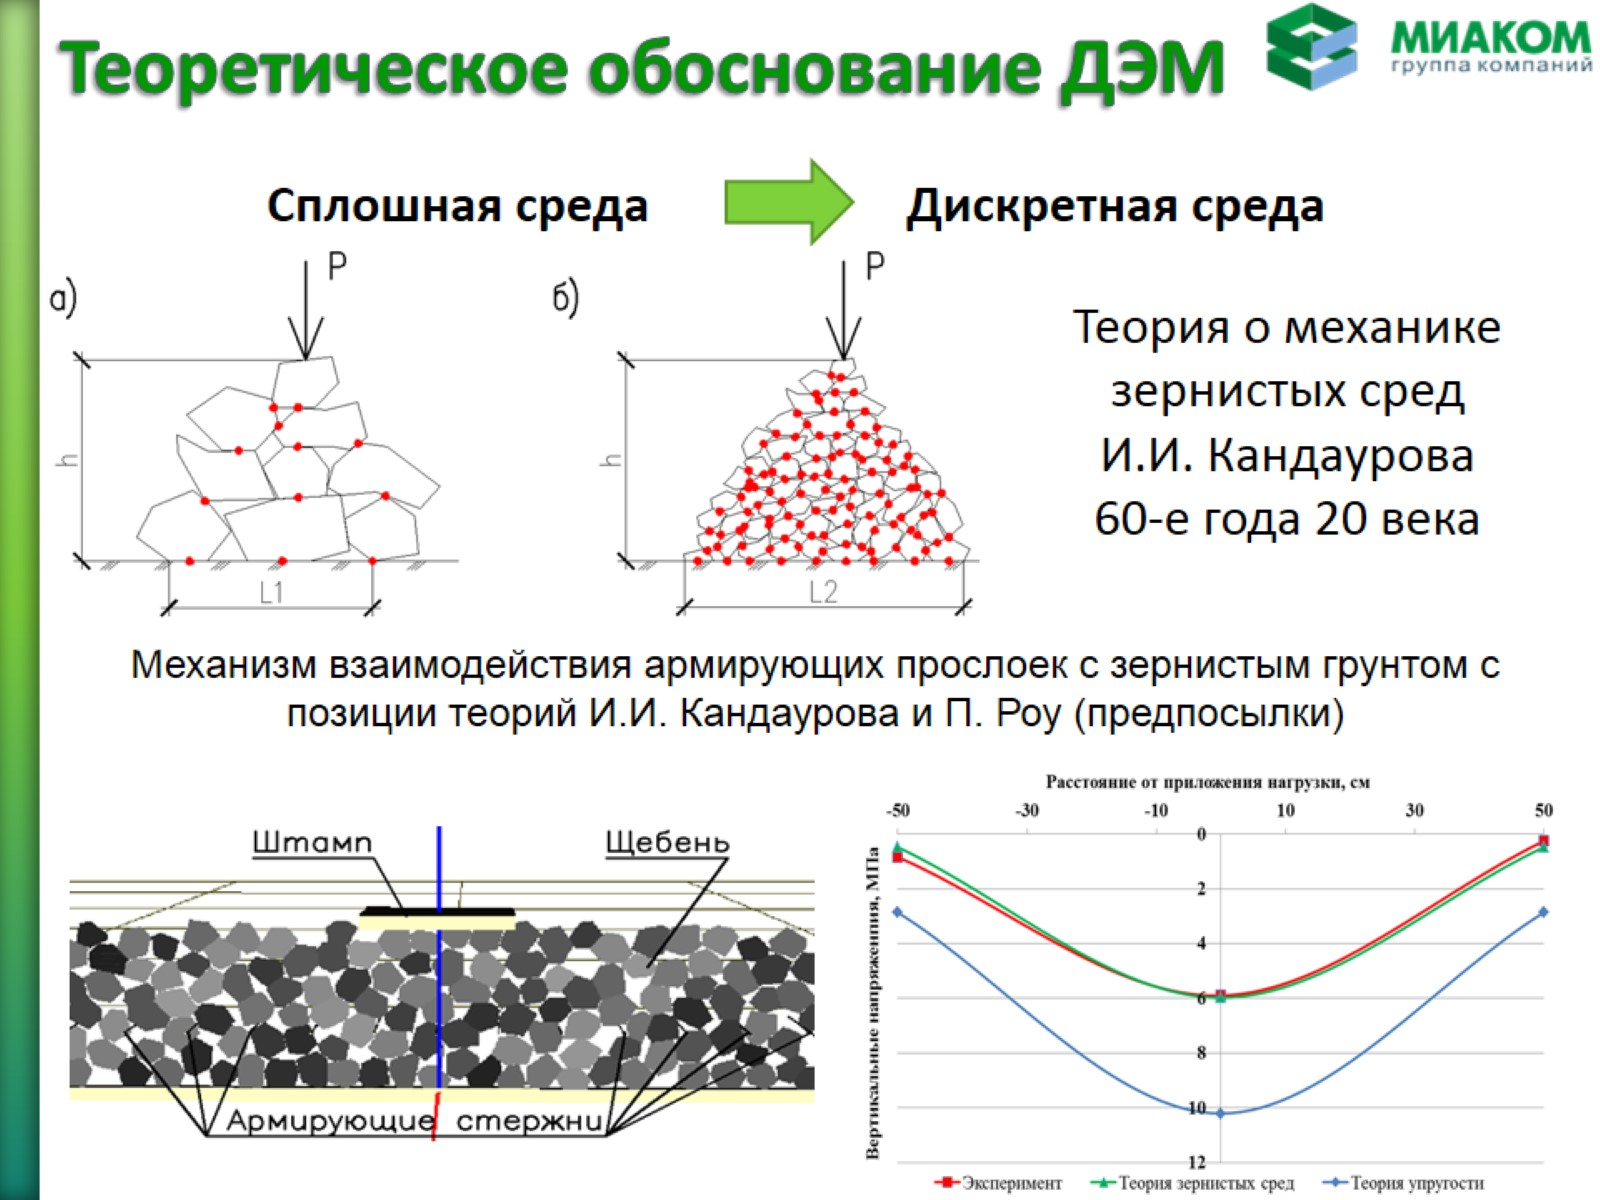 Теоретическое обоснование ДЭМ
МИАКОМ
группа компаний
Сплошная среда
Дискретная среда
а)
P
h
L1
б)
P
h
L2
Теория о механике
зернистых сред
И.И. Кандаурова
60-е года 20 века
Механизм взаимодействия армирующих прослоек с зернистым грунтом с
позиции теорий И.И. Кандаурова и П. Роу (предпосылки)
Штамп
Щебень
Армирующие стержни
Расстояние от приложения нагрузки, см
-50 -30 -10 10 30 50
Вертикальные напряженпия, МПа
0
2
4
6
8
10
12
Эксперимент Теория зернистых сред Теория упругости